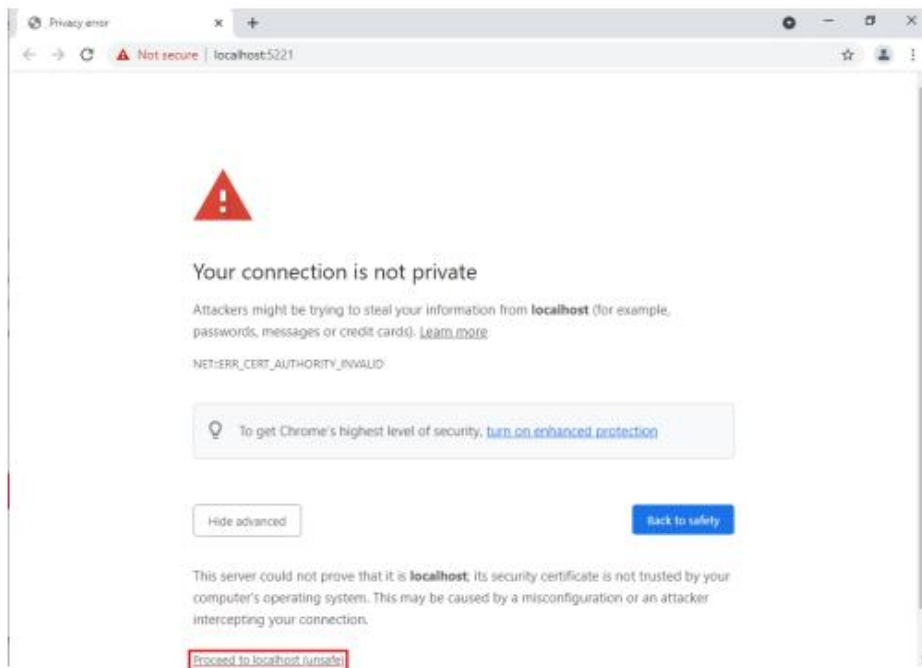 Privacy error
Not secure | localhost:5221
Your connection is not private
Attackers might be trying to steal your information from localhost (for example,
passwords, messages or credit cards). Learn more
NET::ERR_CERT_AUTHORITY_INVALID
To get Chrome's highest level of security, turn on enhanced protection
Hide advanced
Back to safety
This server could not prove that it is localhost; its security certificate is not trusted by your
computer's operating system. This may be caused by a misconfiguration or an attacker
intercepting your connection.
Proceed to localhost (unsafe)